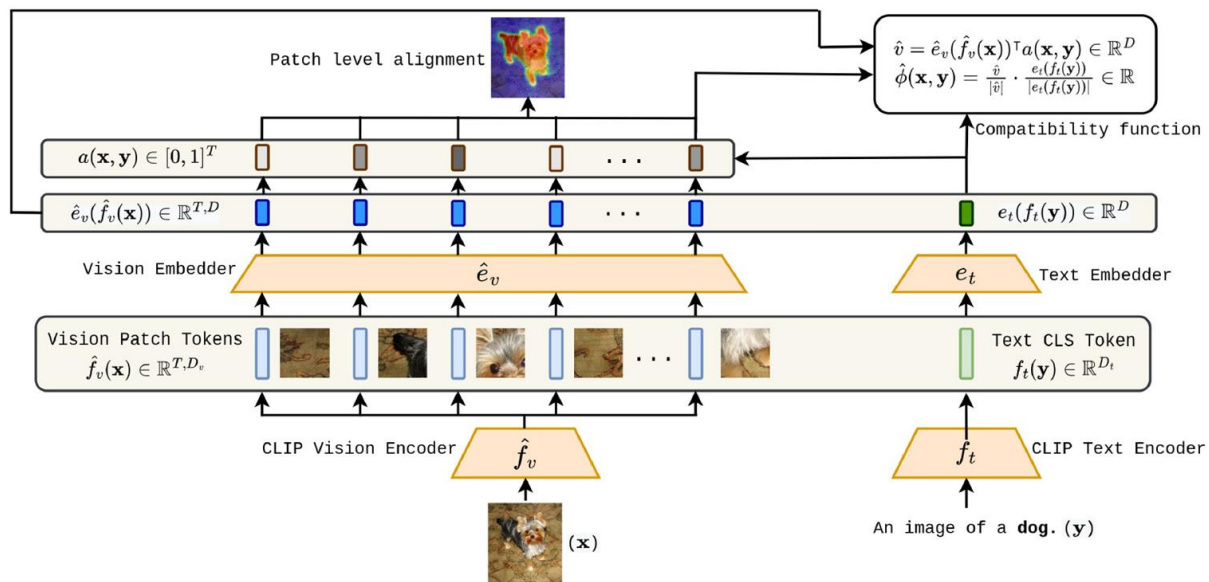 Patch level alignment
v̂ = ê_v(f̂_v(x))ᵀa(x, y) ∈ ℝ^D
φ̂(x, y) = v̂/|v̂| · e_t(f_t(y))/|e_t(f_t(y))| ∈ ℝ
Compatibility function
a(x, y) ∈ [0, 1]^T
. . .
ê_v(f̂_v(x)) ∈ ℝ^{T,D}
. . .
e_t(f_t(y)) ∈ ℝ^D
Vision Embedder
ê_v
e_t
Text Embedder
Vision Patch Tokens
f̂_v(x) ∈ ℝ^{T,D_v}
. . .
Text CLS Token
f_t(y) ∈ ℝ^{D_t}
CLIP Vision Encoder
f̂_v
f_t
CLIP Text Encoder
(x)
An image of a dog. (y)